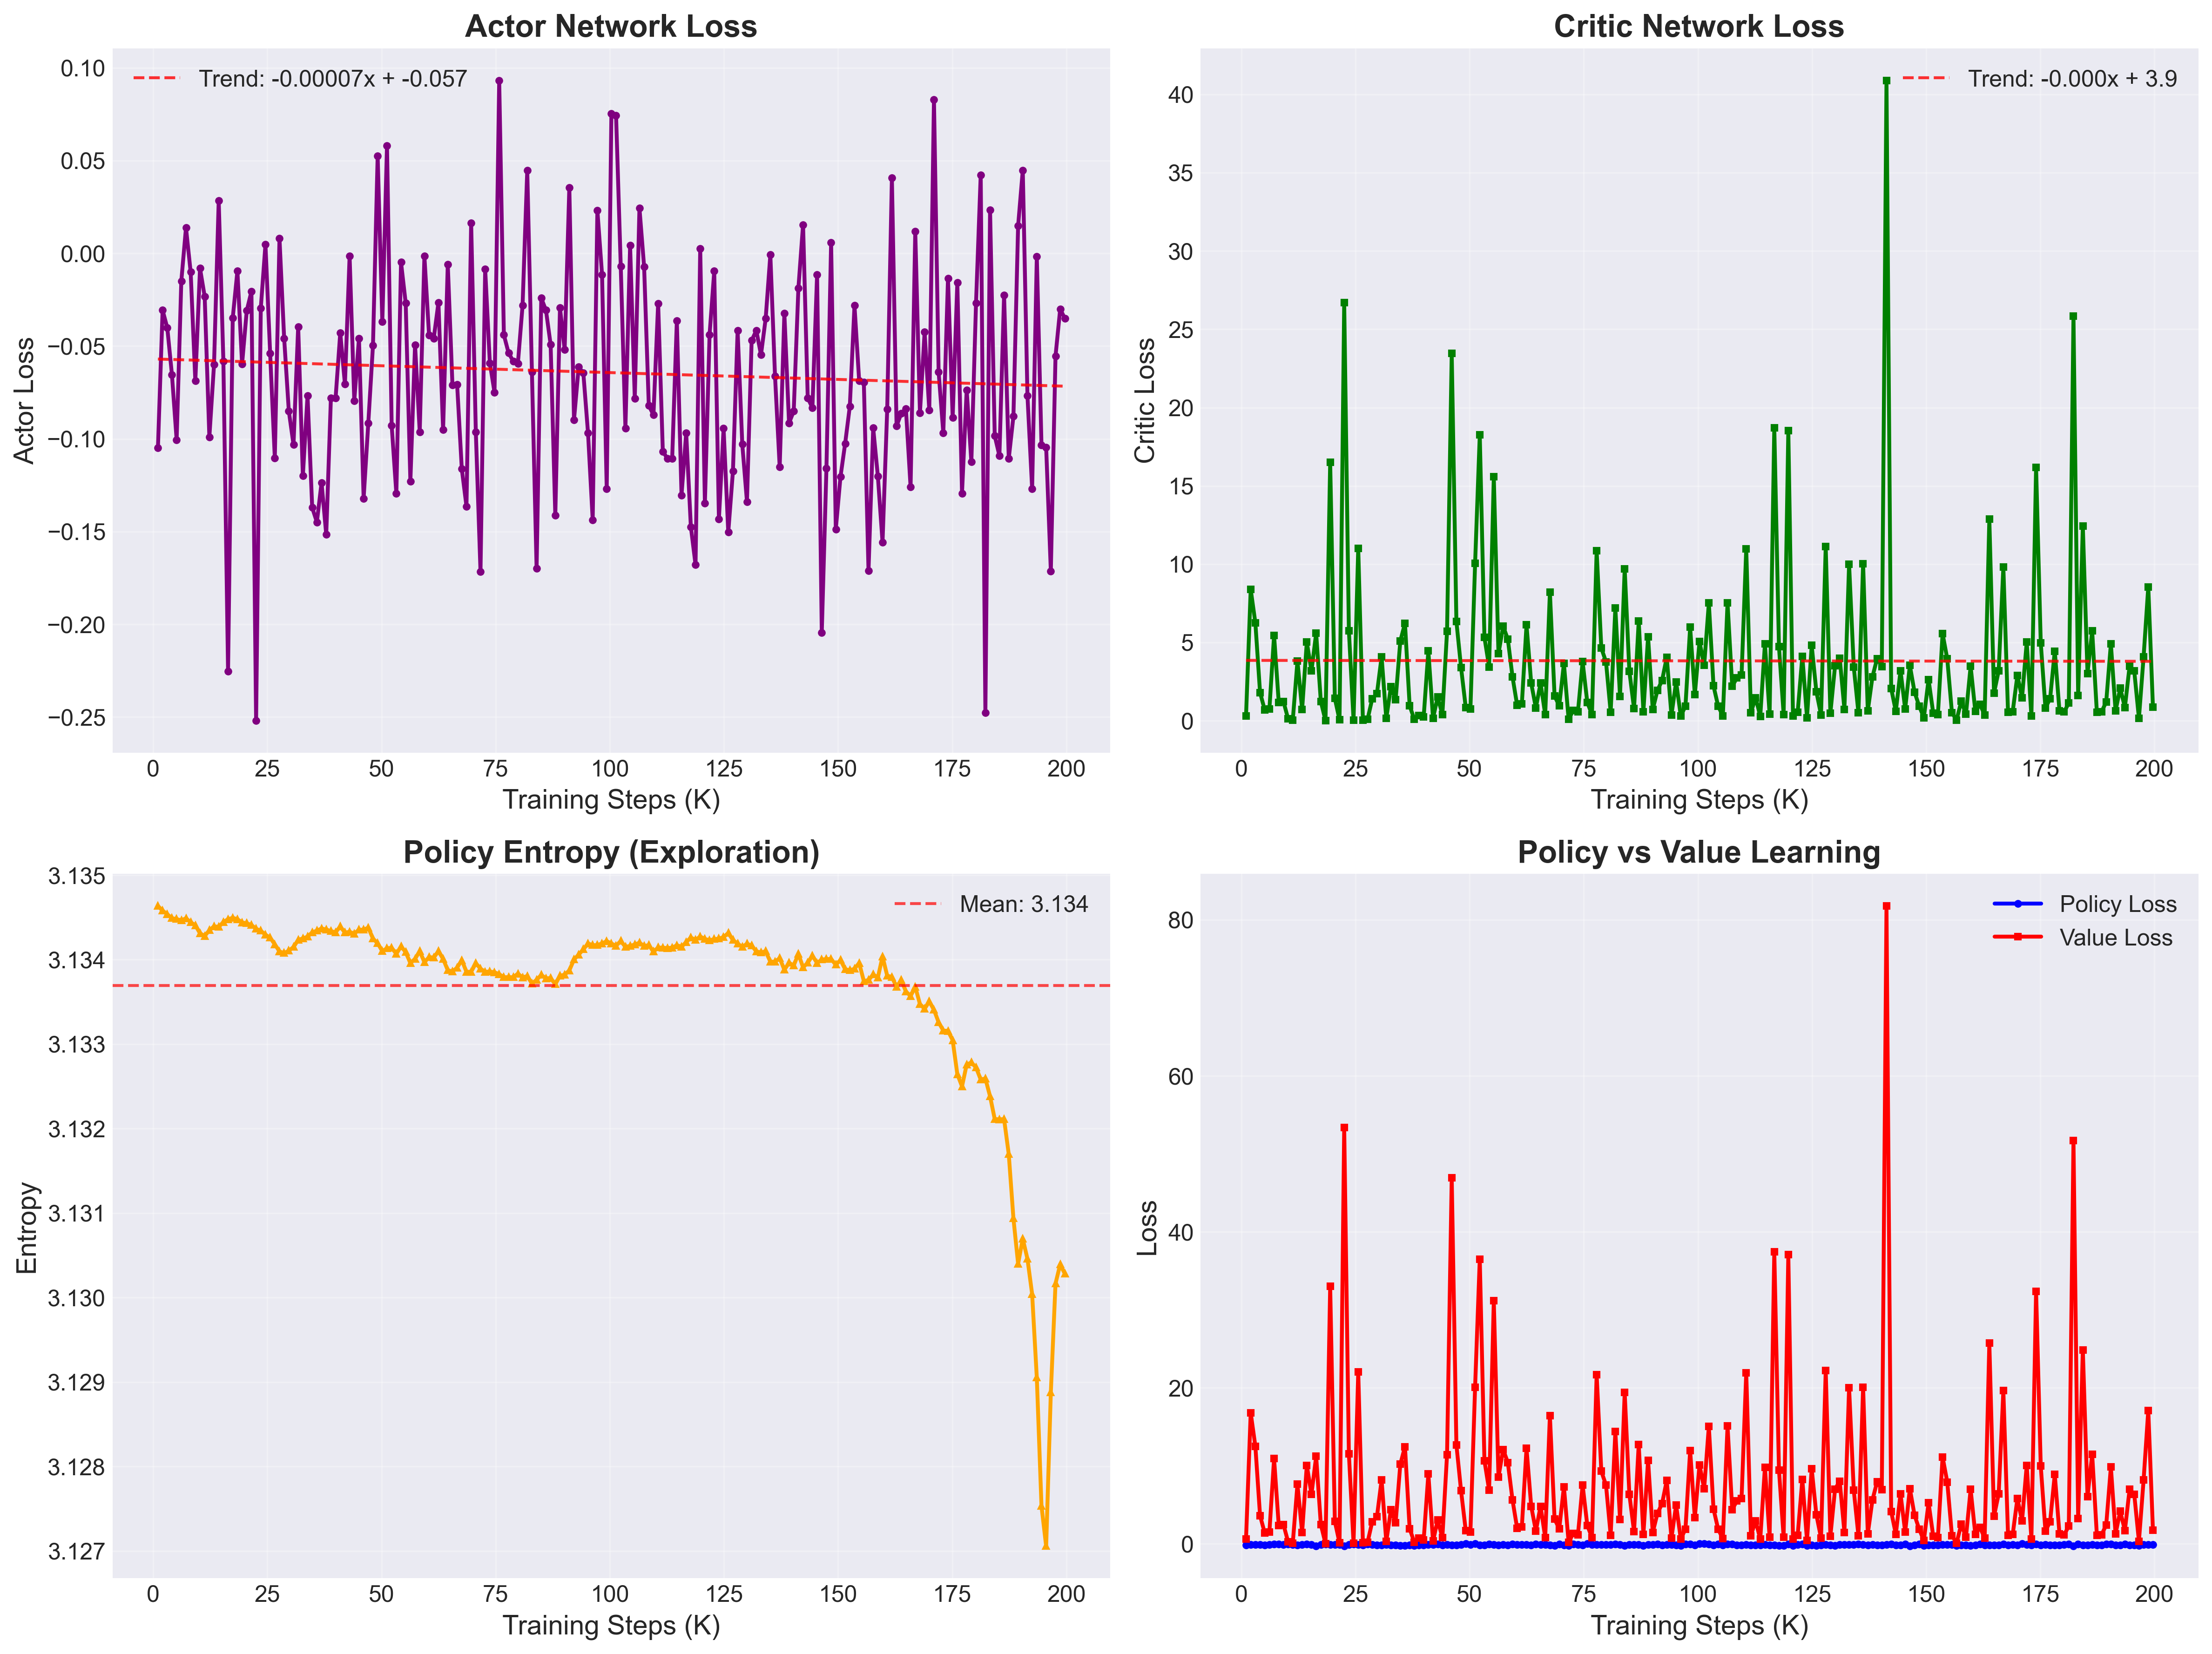 Actor Network Loss
Trend: -0.00007x + -0.057
0.10
0.05
0.00
−0.05
−0.10
−0.15
−0.20
−0.25
Actor Loss
0 25 50 75 100 125 150 175 200
Training Steps (K)
Critic Network Loss
Trend: -0.000x + 3.9
40
35
30
25
20
15
10
5
0
Critic Loss
0 25 50 75 100 125 150 175 200
Training Steps (K)
Policy Entropy (Exploration)
Mean: 3.134
3.135
3.134
3.133
3.132
3.131
3.130
3.129
3.128
3.127
Entropy
0 25 50 75 100 125 150 175 200
Training Steps (K)
Policy vs Value Learning
Policy Loss
Value Loss
80
60
40
20
0
Loss
0 25 50 75 100 125 150 175 200
Training Steps (K)